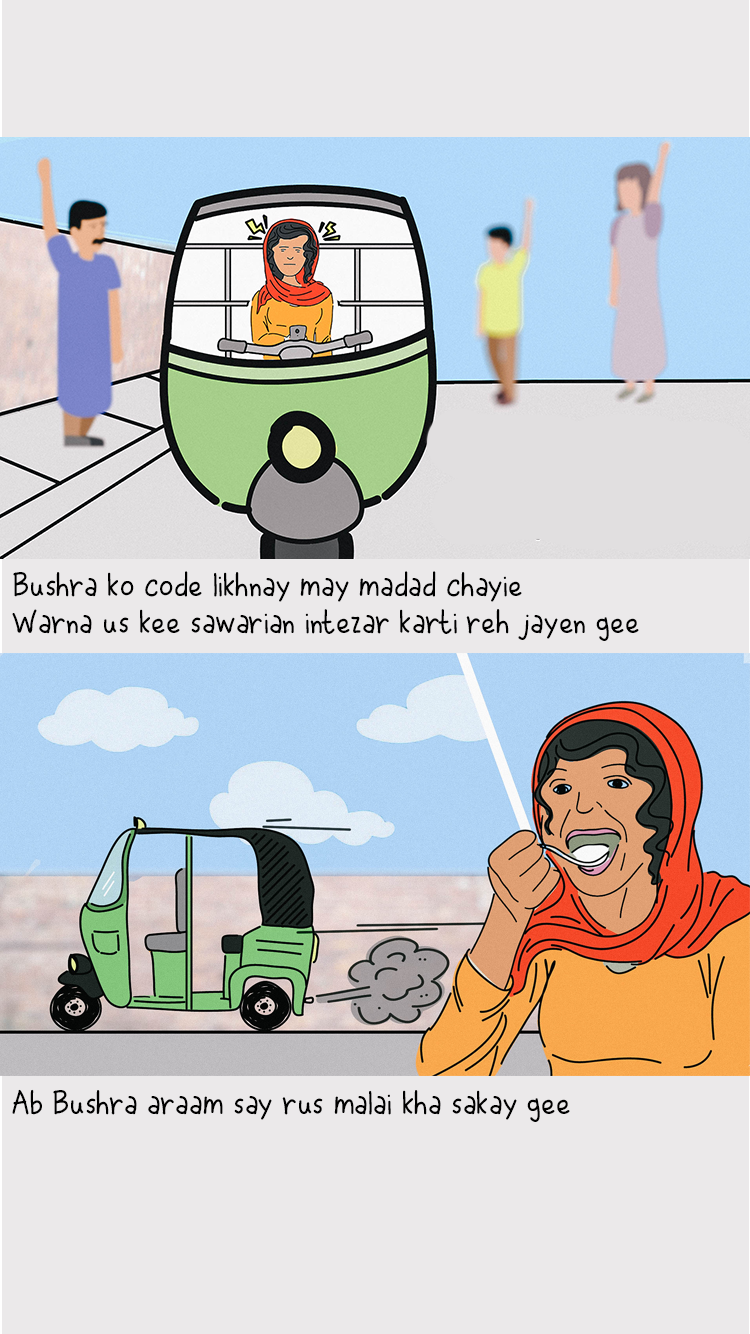 Bushra ko code likhnay may madad chayie
Warna us kee sawarian intezar karti reh jayen gee
Ab Bushra araam say rus malai kha sakay gee